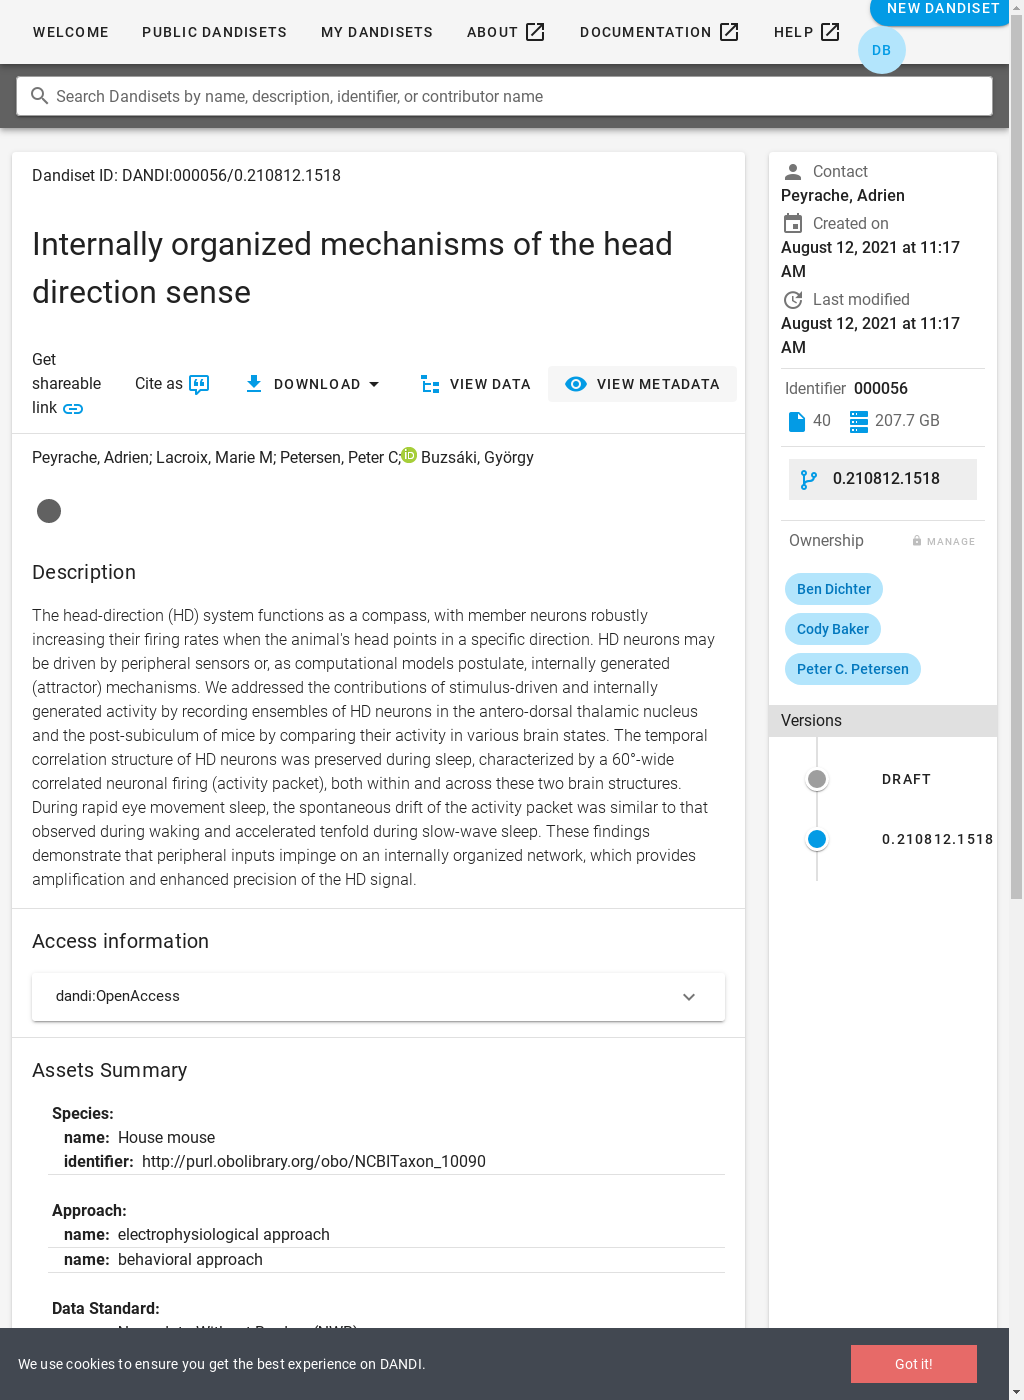 WELCOME PUBLIC DANDISETS MY DANDISETS ABOUT DOCUMENTATION HELP NEW DANDISET
DB
Search Dandisets by name, description, identifier, or contributor name
Dandiset ID: DANDI:000056/0.210812.1518
Internally organized mechanisms of the head
direction sense
Get
shareable
link
Cite as
DOWNLOAD
VIEW DATA
VIEW METADATA
Peyrache, Adrien; Lacroix, Marie M; Petersen, Peter C; iD Buzsáki, György
Description
The head-direction (HD) system functions as a compass, with member neurons robustly
increasing their firing rates when the animal's head points in a specific direction. HD neurons may
be driven by peripheral sensors or, as computational models postulate, internally generated
(attractor) mechanisms. We addressed the contributions of stimulus-driven and internally
generated activity by recording ensembles of HD neurons in the antero-dorsal thalamic nucleus
and the post-subiculum of mice by comparing their activity in various brain states. The temporal
correlation structure of HD neurons was preserved during sleep, characterized by a 60°-wide
correlated neuronal firing (activity packet), both within and across these two brain structures.
During rapid eye movement sleep, the spontaneous drift of the activity packet was similar to that
observed during waking and accelerated tenfold during slow-wave sleep. These findings
demonstrate that peripheral inputs impinge on an internally organized network, which provides
amplification and enhanced precision of the HD signal.
Access information
dandi:OpenAccess
Assets Summary
Species:
name: House mouse
identifier: http://purl.obolibrary.org/obo/NCBITaxon_10090
Approach:
name: electrophysiological approach
name: behavioral approach
Data Standard:
Contact
Peyrache, Adrien
Created on
August 12, 2021 at 11:17
AM
Last modified
August 12, 2021 at 11:17
AM
Identifier 000056
40 207.7 GB
0.210812.1518
Ownership MANAGE
Ben Dichter
Cody Baker
Peter C. Petersen
Versions
DRAFT
0.210812.1518
We use cookies to ensure you get the best experience on DANDI.
Got it!